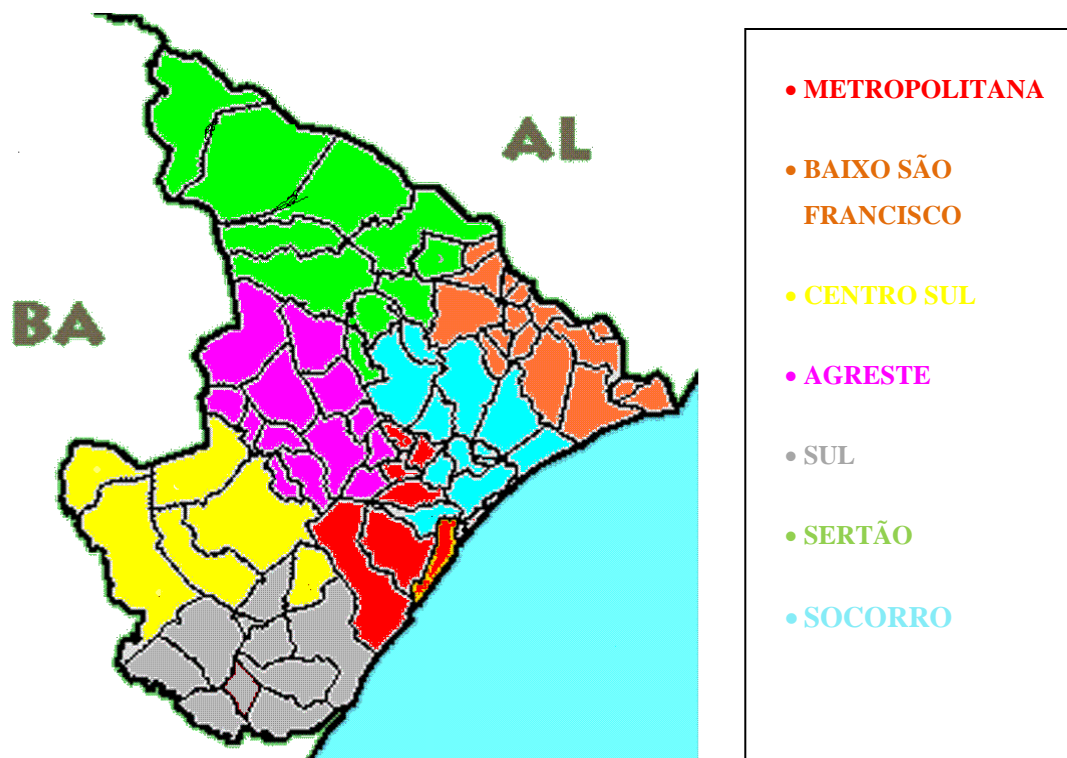 AL
BA
• METROPOLITANA
• BAIXO SÃO
FRANCISCO
• CENTRO SUL
• AGRESTE
• SUL
• SERTÃO
• SOCORRO